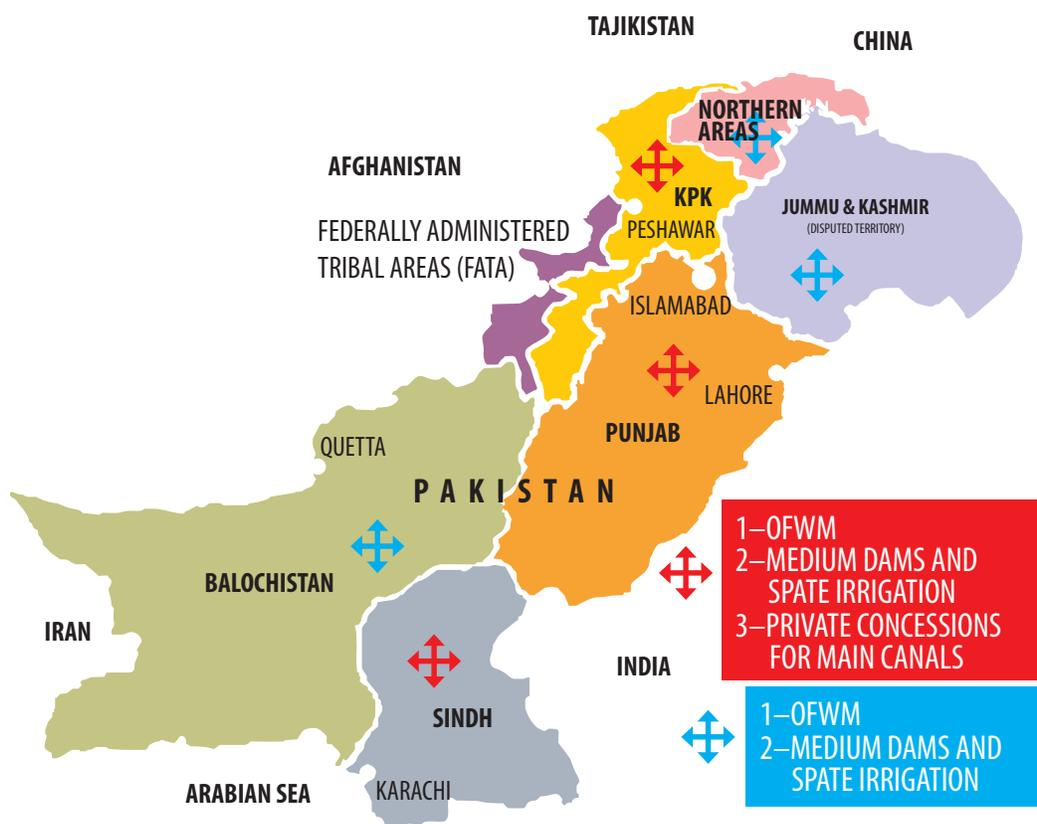 TAJIKISTAN
CHINA
NORTHERN
AREAS
AFGHANISTAN
KPK
JUMMU & KASHMIR
(DISPUTED TERRITORY)
FEDERALLY ADMINISTERED
TRIBAL AREAS (FATA)
PESHAWAR
ISLAMABAD
LAHORE
PUNJAB
QUETTA
PAKISTAN
BALOCHISTAN
IRAN
INDIA
SINDH
ARABIAN SEA
KARACHI
1–OFWM
2–MEDIUM DAMS AND
SPATE IRRIGATION
3–PRIVATE CONCESSIONS
FOR MAIN CANALS
1–OFWM
2–MEDIUM DAMS AND
SPATE IRRIGATION